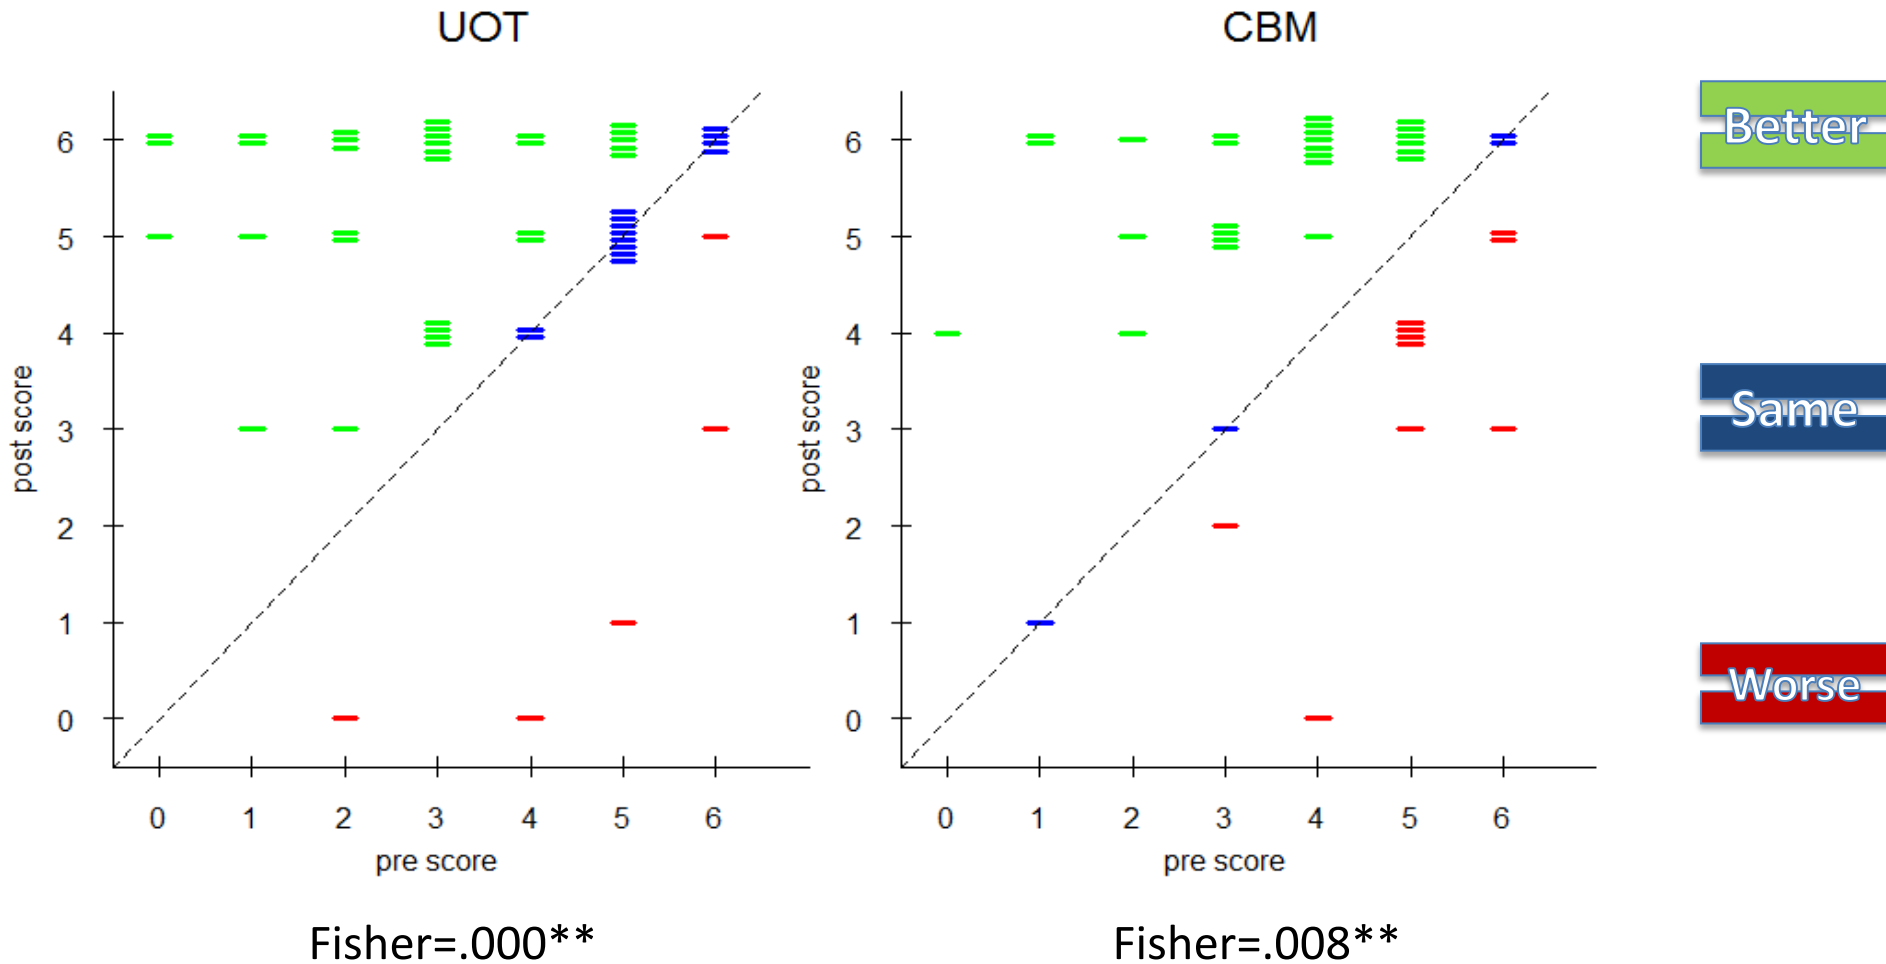 UOT
6
5
4
3
2
1
0
post score
0 1 2 3 4 5 6
pre score
Fisher=.000**
CBM
6
5
4
3
2
1
0
post score
0 1 2 3 4 5 6
pre score
Fisher=.008**
Better
Same
Worse